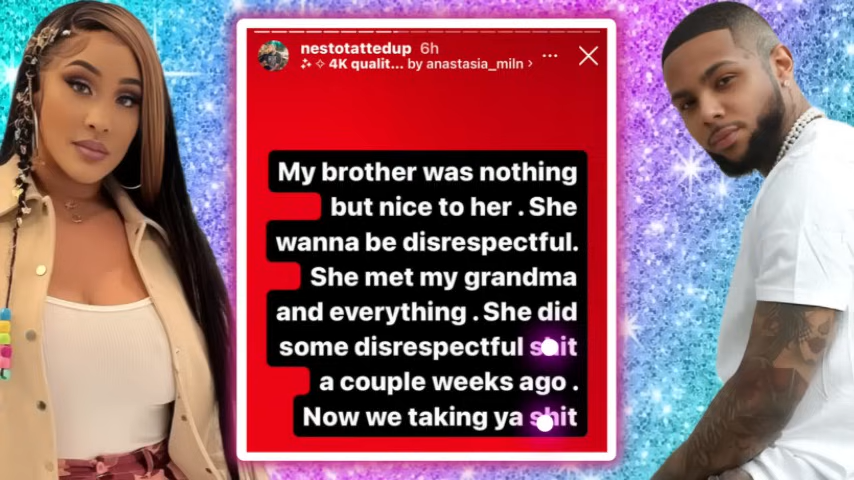 nestotattedup 6h
4K qualit... by anastasia_miln >
My brother was nothing
but nice to her . She
wanna be disrespectful.
She met my grandma
and everything . She did
some disrespectful shit
a couple weeks ago .
Now we taking ya shit